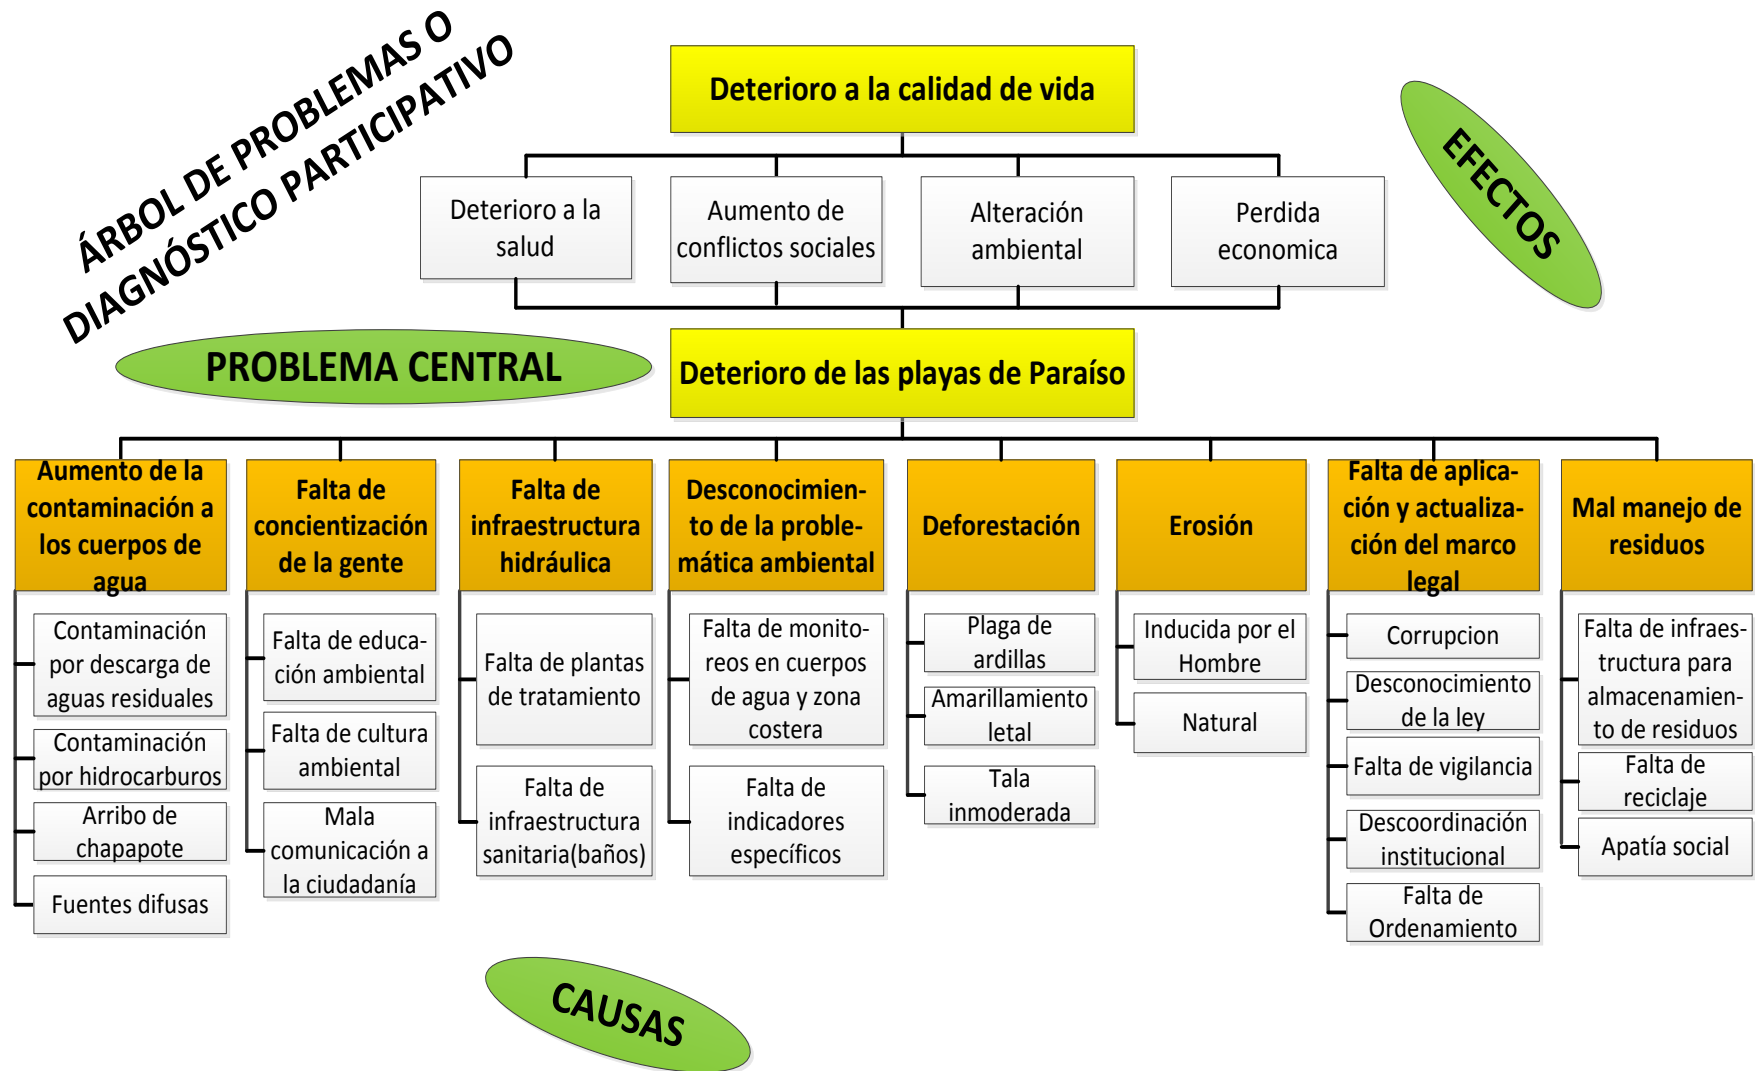 ÁRBOL DE PROBLEMAS O
DIAGNÓSTICO PARTICIPATIVO
Deterioro a la calidad de vida
EFECTOS
Deterioro a la
salud
Aumento de
conflictos sociales
Alteración
ambiental
Perdida
economica
PROBLEMA CENTRAL
Deterioro de las playas de Paraíso
Aumento de la
contaminación a
los cuerpos de
agua
Contaminación
por descarga de
aguas residuales
Contaminación
por hidrocarburos
Arribo de
chapapote
Fuentes difusas
Falta de
concientización
de la gente
Falta de educa-
ción ambiental
Falta de cultura
ambiental
Mala
comunicación a
la ciudadanía
Falta de
infraestructura
hidráulica
Falta de plantas
de tratamiento
Falta de
infraestructura
sanitaria(baños)
Desconocimien-
to de la proble-
mática ambiental
Falta de monito-
reos en cuerpos
de agua y zona
costera
Falta de
indicadores
específicos
Deforestación
Plaga de
ardillas
Amarillamiento
letal
Tala
inmoderada
Erosión
Inducida por el
Hombre
Natural
Falta de aplica-
ción y actualiza-
ción del marco
legal
Corrupcion
Desconocimiento
de la ley
Falta de vigilancia
Descoordinación
institucional
Falta de
Ordenamiento
Mal manejo de
residuos
Falta de infraes-
tructura para
almacenamien-
to de residuos
Falta de
reciclaje
Apatía social
CAUSAS